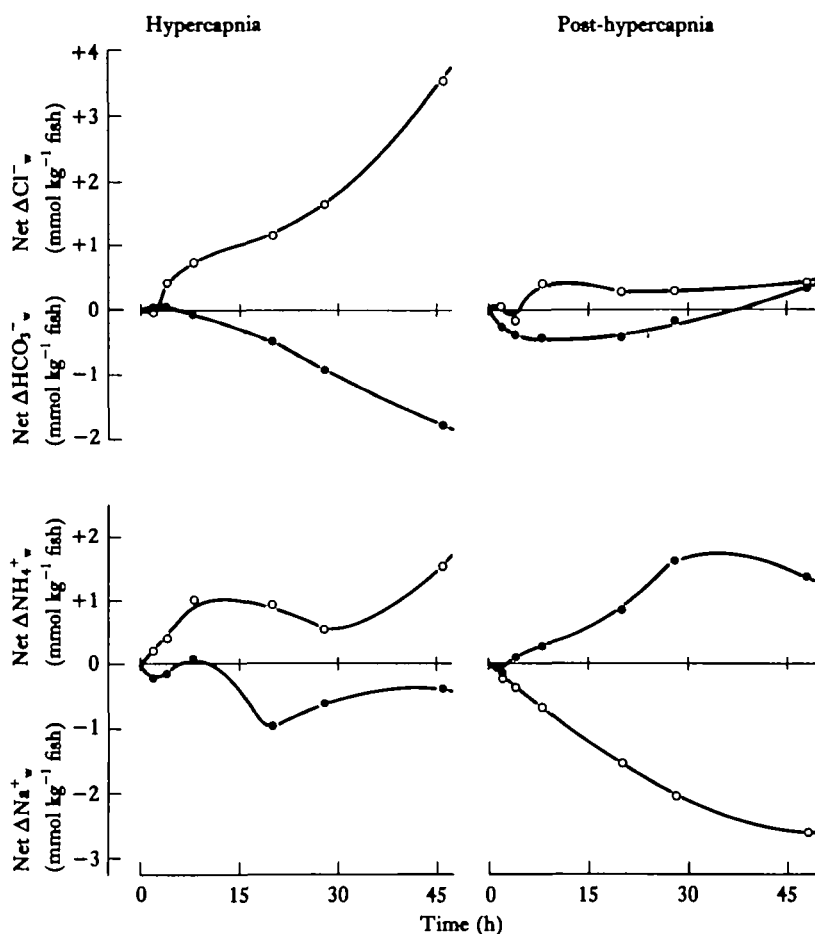 Hypercapnia
Post-hypercapnia
+4
+3
+2
+1
0
−1
−2
Net ΔCl⁻w
(mmol kg⁻¹ fish)
Net ΔHCO₃⁻w
(mmol kg⁻¹ fish)
+2
+1
0
−1
−2
−3
Net ΔNH₄⁺w
(mmol kg⁻¹ fish)
Net ΔNa⁺w
(mmol kg⁻¹ fish)
0 15 30 45
0 15 30 45
Time (h)